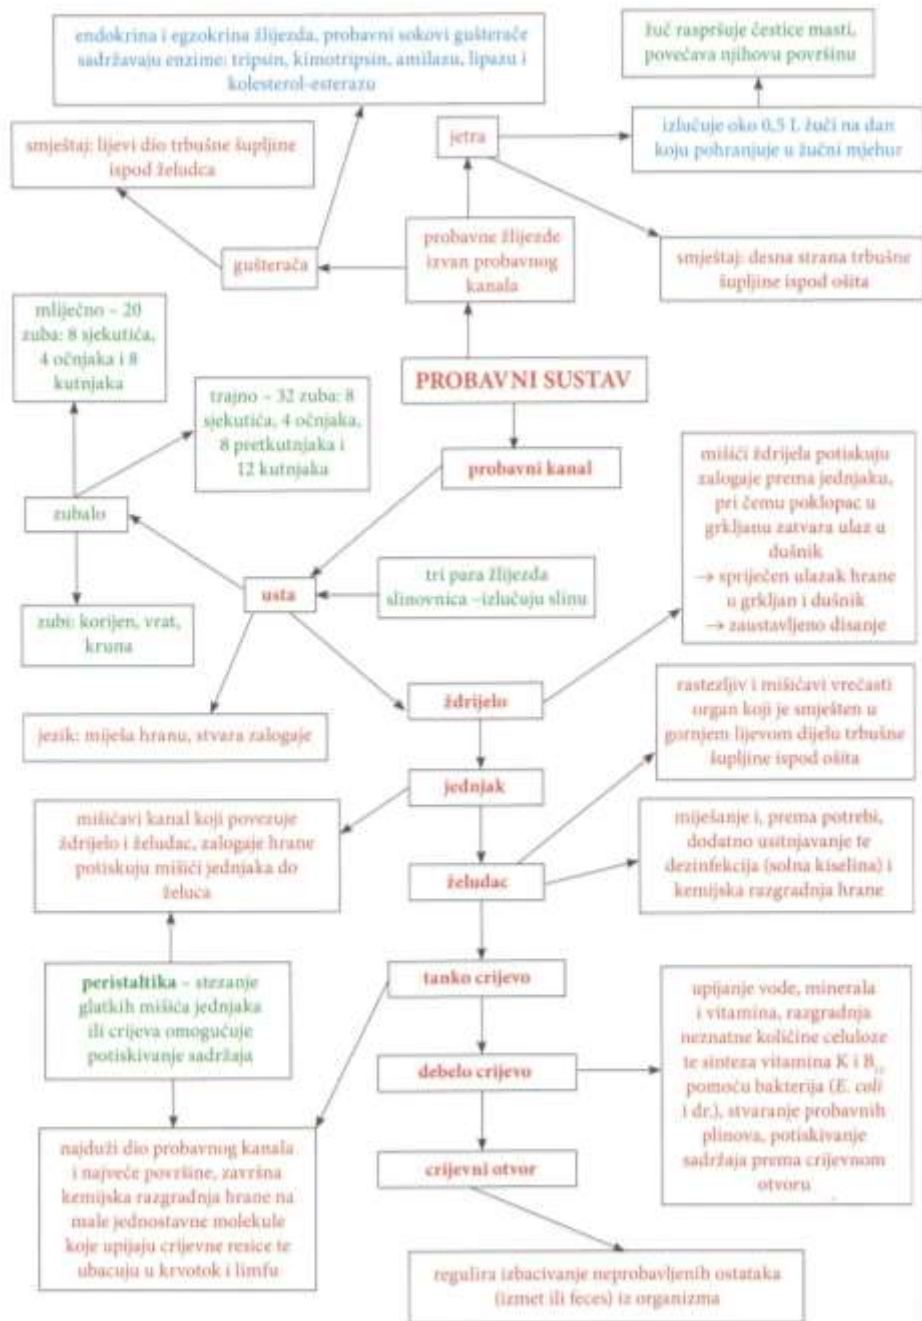 endokrina i egzokrina žlijezda, probavni sokovi gušterače
sadržavaju enzime: tripsin, kimotripsin, amilazu, lipazu i
kolesterol-esterazu
žuč raspršuje čestice masti,
povećava njihovu površinu
smještaj: lijevi dio trbušne šupljine
ispod želudca
jetra
izlučuje oko 0,5 L žuči na dan
koju pohranjuje u žučni mjehur
gušterača
probavne žlijezde
izvan probavnog
kanala
smještaj: desna strana trbušne
šupljine ispod ošita
mliječno – 20
zuba: 8 sjekutića,
4 očnjaka i 8
kutnjaka
PROBAVNI SUSTAV
trajno – 32 zuba: 8
sjekutića, 4 očnjaka,
8 pretkutnjaka i
12 kutnjaka
probavni kanal
mišići ždrijela potiskuju
zalogaje prema jednjaku,
pri čemu poklopac u
grkljanu zatvara ulaz u
dušnik
→ spriječen ulazak hrane
u grkljan i dušnik
→ zaustavljeno disanje
zubalo
usta
tri para žlijezda
slinovnica –izlučuju slinu
zubi: korijen, vrat,
kruna
ždrijelo
rastezljiv i mišićavi vrećasti
organ koji je smješten u
gornjem lijevom dijelu trbušne
šupljine ispod ošita
jezik: miješa hranu, stvara zalogaje
jednjak
mišićavi kanal koji povezuje
ždrijelo i želudac, zalogaje hrane
potiskuju mišići jednjaka do
želuca
miješanje i, prema potrebi,
dodatno usitnjavanje te
dezinfekcija (solna kiselina) i
kemijska razgradnja hrane
želudac
peristaltika – stezanje
glatkih mišića jednjaka
ili crijeva omogućuje
potiskivanje sadržaja
tanko crijevo
debelo crijevo
upijanje vode, minerala
i vitamina, razgradnja
neznatne količine celuloze
te sinteza vitamina K i B₁₂
pomoću bakterija (E. coli
i dr.), stvaranje probavnih
plinova, potiskivanje
sadržaja prema crijevnom
otvoru
najduži dio probavnog kanala
i najveće površine, završna
kemijska razgradnja hrane na
male jednostavne molekule
koje upijaju crijevne resice te
ubacuju u krvotok i limfu
crijevni otvor
regulira izbacivanje neprobavljenih ostataka
(izmet ili feces) iz organizma